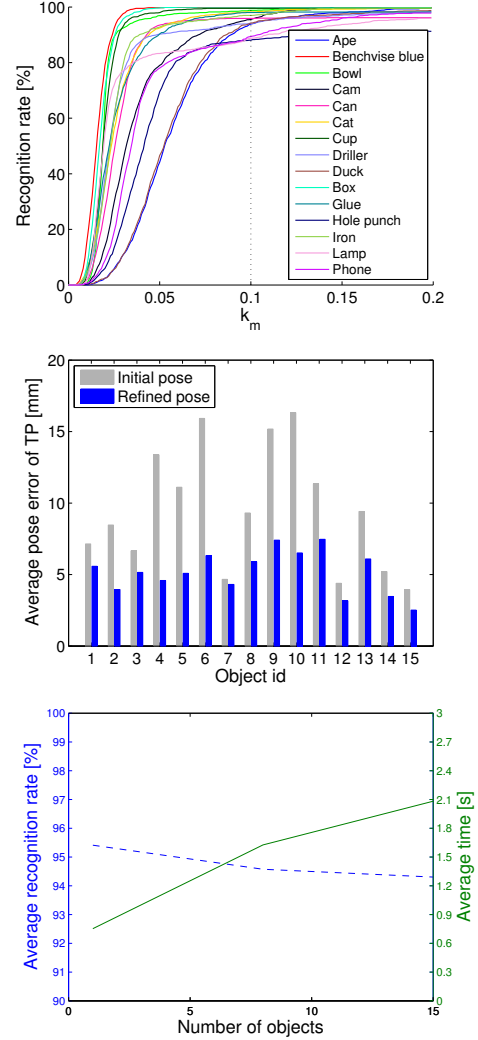 Recognition rate [%]
100
80
60
40
20
0
0 0.05 0.1 0.15 0.2
k_m
Ape
Benchvise blue
Bowl
Cam
Can
Cat
Cup
Driller
Duck
Box
Glue
Hole punch
Iron
Lamp
Phone
Average pose error of TP [mm]
20
15
10
5
0
Initial pose
Refined pose
1 2 3 4 5 6 7 8 9 10 11 12 13 14 15
Object id
Average recognition rate [%]
100
99
98
97
96
95
94
93
92
91
90
Average time [s]
3
2.7
2.4
2.1
1.8
1.5
1.2
0.9
0.6
0.3
0
0 5 10 15
Number of objects